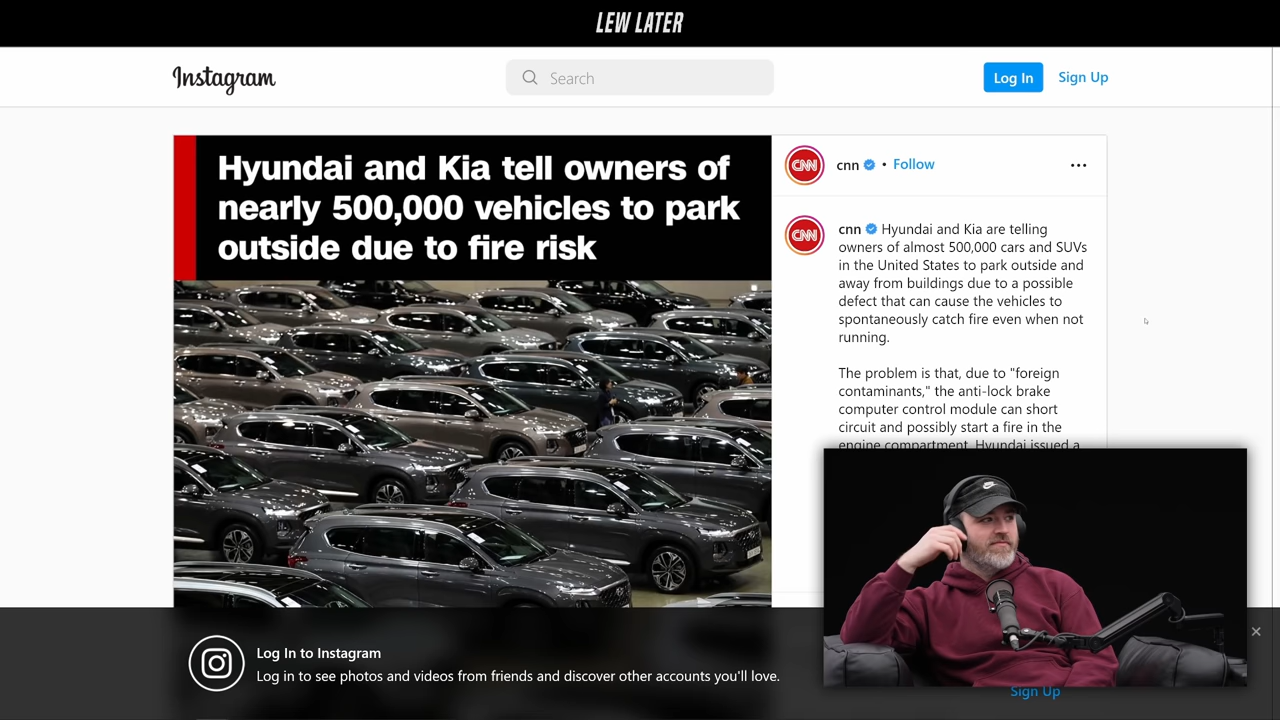 LEW LATER
Instagram
Search
Log In
Sign Up
Hyundai and Kia tell owners of
nearly 500,000 vehicles to park
outside due to fire risk
CNN
cnn • Follow
CNN
cnn Hyundai and Kia are telling
owners of almost 500,000 cars and SUVs
in the United States to park outside and
away from buildings due to a possible
defect that can cause the vehicles to
spontaneously catch fire even when not
running.
The problem is that, due to "foreign
contaminants," the anti-lock brake
computer control module can short
circuit and possibly start a fire in the
engine compartment. Hyundai issued a
Log In to Instagram
Log in to see photos and videos from friends and discover other accounts you'll love.
Sign Up